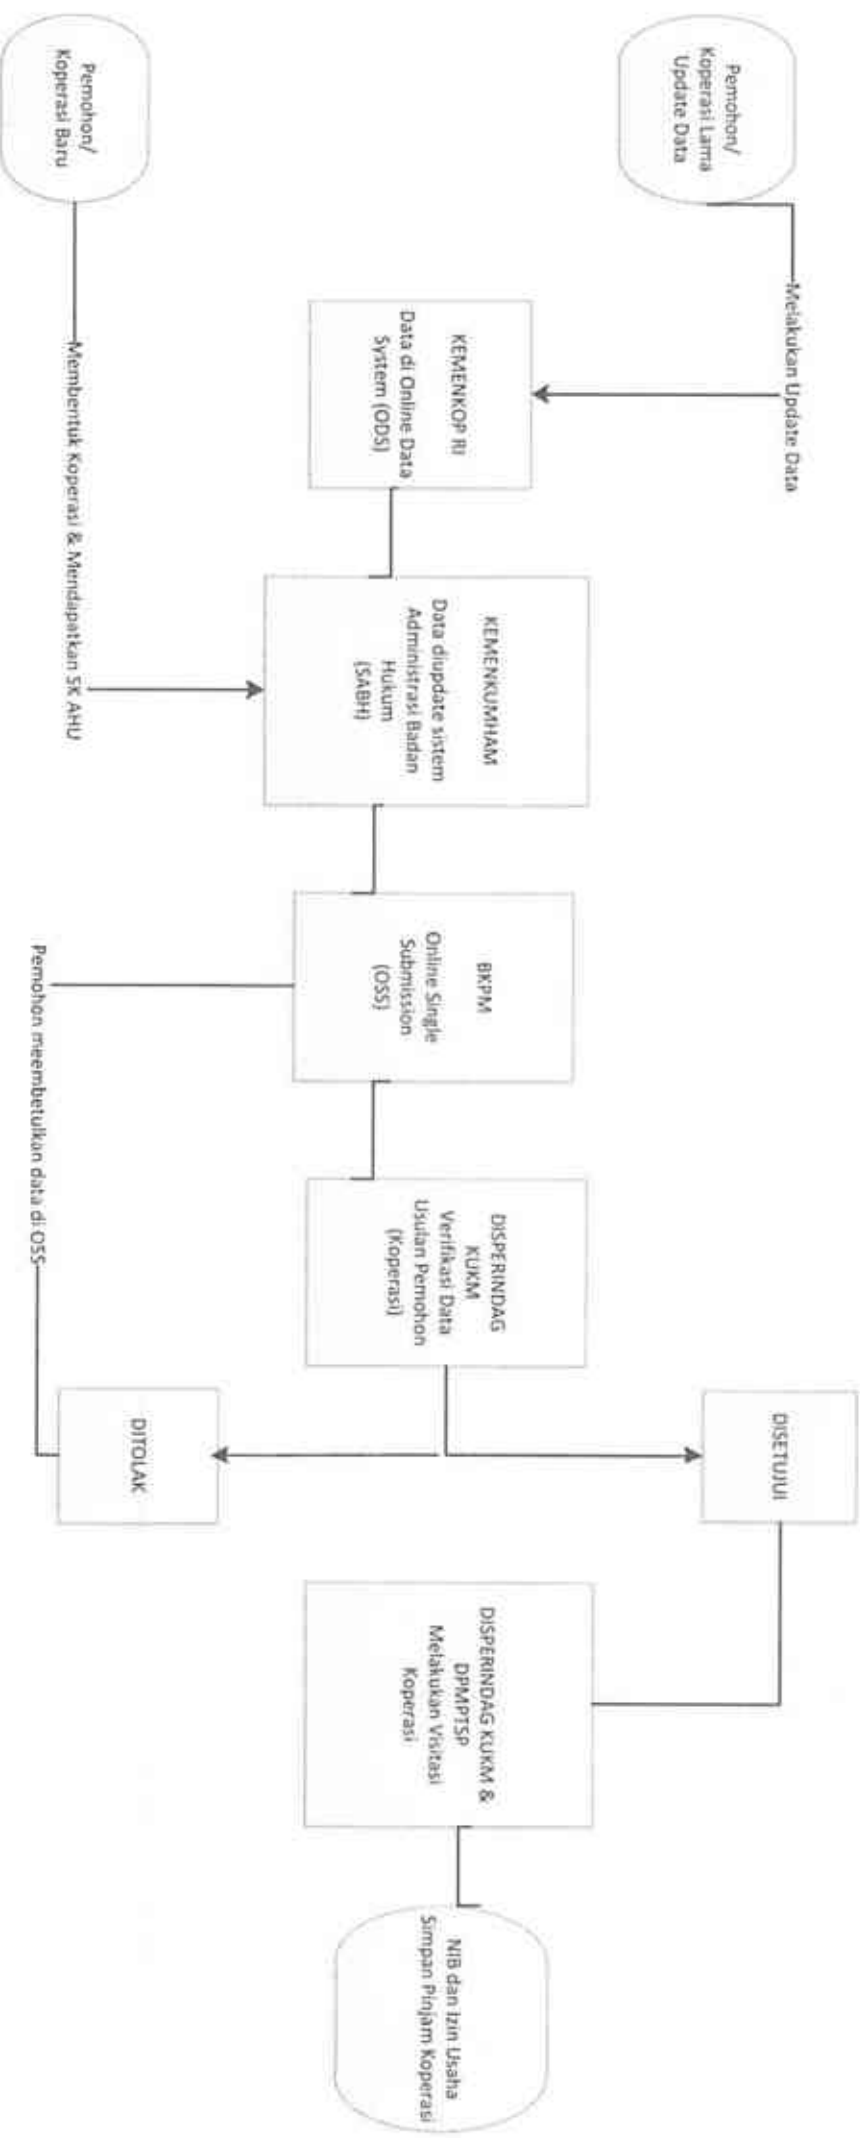 Pemohon/
Koperasi Lama
Update Data
Melakukan Update Data
KEMENKOP RI
Data di Online Data
System (ODS)
Pemohon/
Koperasi Baru
Membentuk Koperasi & Mendapatkan SK AHU
KEMENKUMHAM
Data diupdate sistem
Administrasi Badan
Hukum
(SABH)
BKPM
Online Single
Submission
(OSS)
DISPERINDAG
KUKM
Verifikasi Data
Usulan Pemohon
(Koperasi)
DISETUJUI
DITOLAK
Pemohon meembetulkan data di OSS
DISPERINDAG KUKM &
DPMPTSP
Melakukan Visitasi
Koperasi
NIB dan Izin Usaha
Simpan Pinjam Koperasi